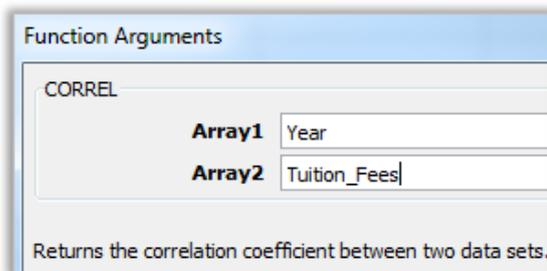 Function Arguments
CORREL
Array1 Year
Array2 Tuition_Fees
Returns the correlation coefficient between two data sets.